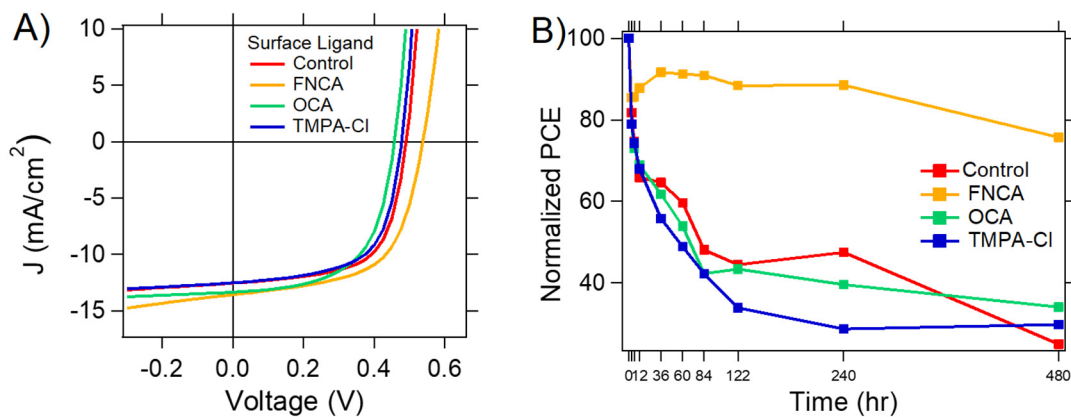 A)
10
5
0
-5
-10
-15
J (mA/cm²)
-0.2 0.0 0.2 0.4 0.6
Voltage (V)
Surface Ligand
Control
FNCA
OCA
TMPA-Cl
B)
100
80
60
40
Normalized PCE
Control
FNCA
OCA
TMPA-Cl
0 12 36 60 84 122 240 480
Time (hr)